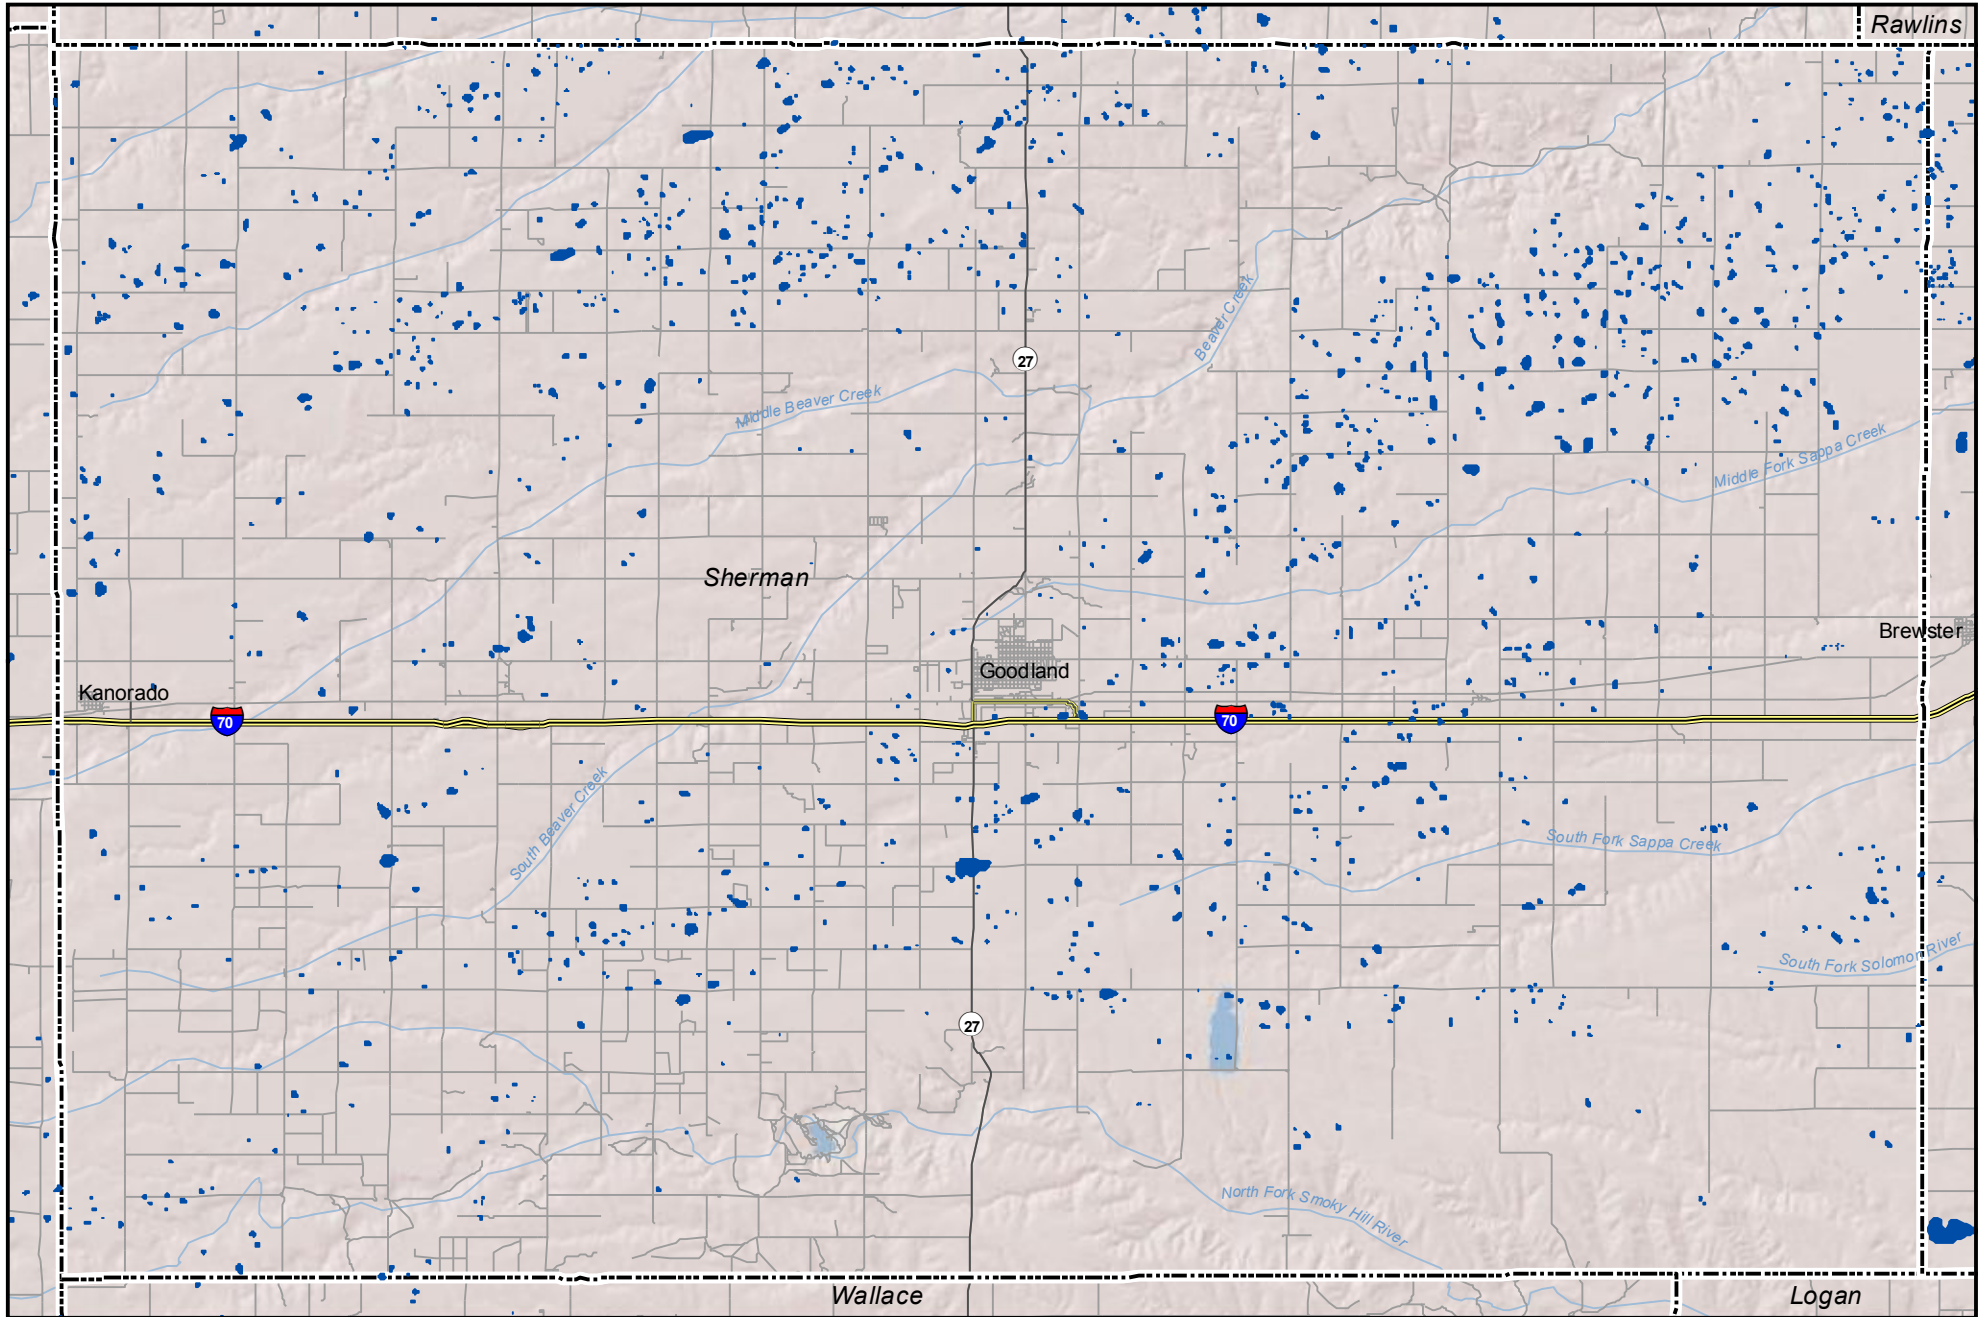 Rawlins
Beaver Creek
27
Middle Beaver Creek
Middle Fork Sappa Creek
Sherman
Brewster
Goodland
Kanorado
70
70
South Beaver Creek
South Fork Sappa Creek
South Fork Solomon River
27
North Fork Smoky Hill River
Wallace
Logan